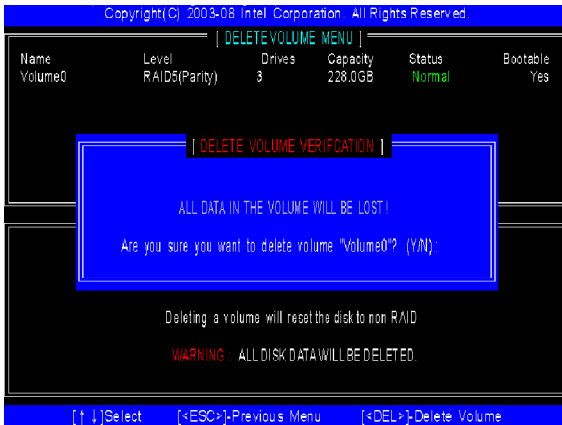 Copyright(C) 2003-08 Intel Corporation. All Rights Reserved.
[ DELETE VOLUME MENU ]
Name Level Drives Capacity Status Bootable
Volume0 RAID5(Parity) 3 228.0GB Normal Yes
[ DELETE VOLUME VERIFCATION ]
ALL DATA IN THE VOLUME WILL BE LOST!
Are you sure you want to delete volume "Volume0"? (Y/N):
Deleting a volume will reset the disk to non RAID
WARNING: ALL DISK DATA WILL BE DELETED.
[↑↓]Select [<ESC>]-Previous Menu [<DEL>]-Delete Volume